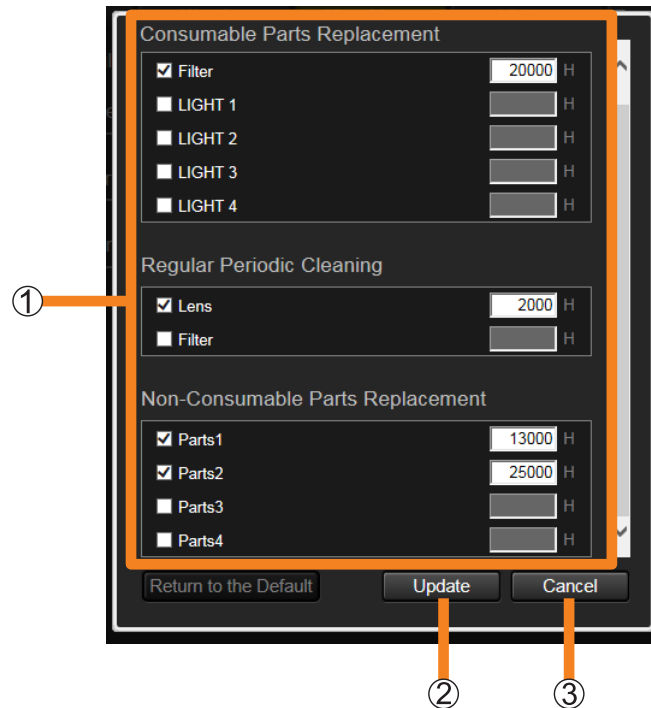 Consumable Parts Replacement
Filter 20000 H
LIGHT 1 H
LIGHT 2 H
LIGHT 3 H
LIGHT 4 H
Regular Periodic Cleaning
Lens 2000 H
Filter H
Non-Consumable Parts Replacement
Parts1 13000 H
Parts2 25000 H
Parts3 H
Parts4 H
Return to the Default Update Cancel
①
② ③